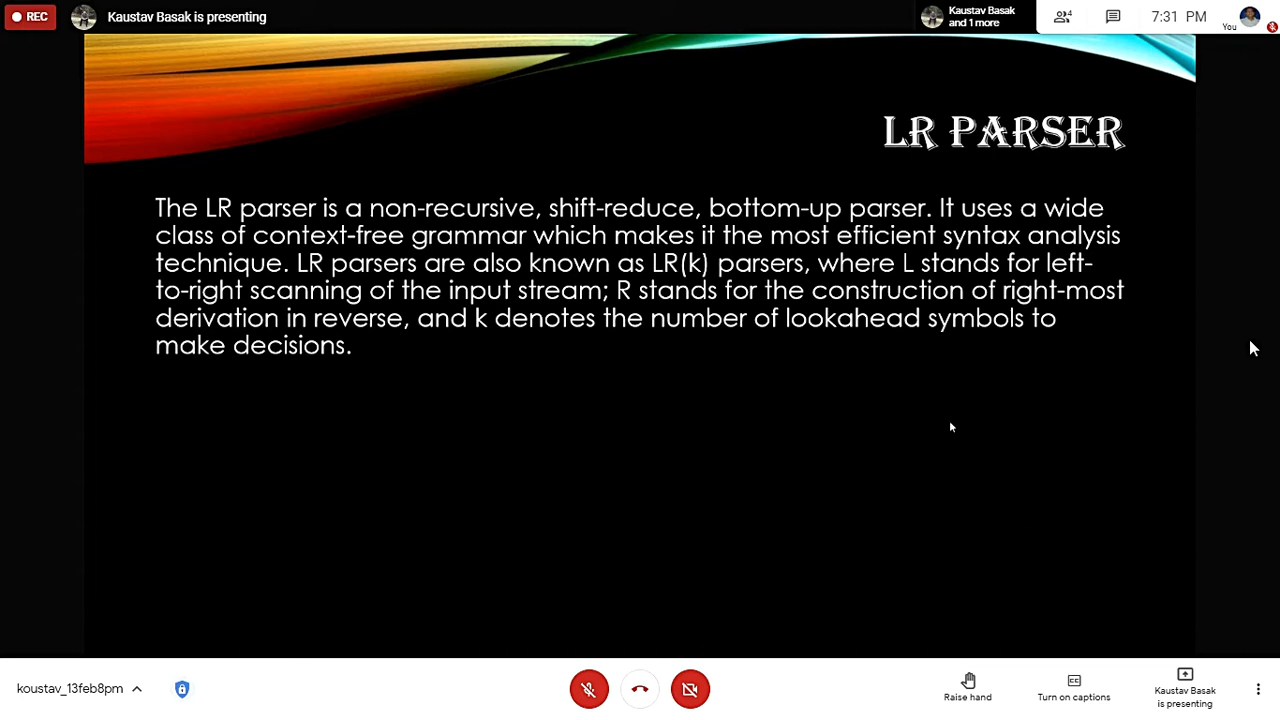 REC
Kaustav Basak is presenting
Kaustav Basak
and 1 more
4
7:31 PM
You
LR PARSER
The LR parser is a non-recursive, shift-reduce, bottom-up parser. It uses a wide
class of context-free grammar which makes it the most efficient syntax analysis
technique. LR parsers are also known as LR(k) parsers, where L stands for left-
to-right scanning of the input stream; R stands for the construction of right-most
derivation in reverse, and k denotes the number of lookahead symbols to
make decisions.
koustav_13feb8pm
Raise hand
CC
Turn on captions
Kaustav Basak
is presenting